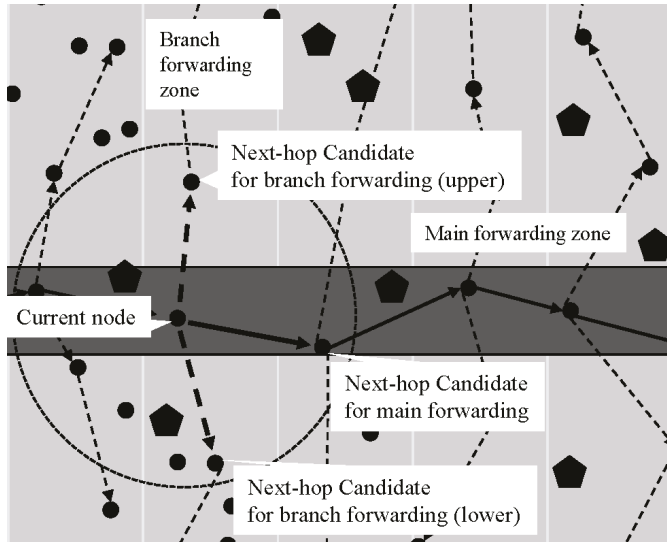 Branch
forwarding
zone
Next-hop Candidate
for branch forwarding (upper)
Main forwarding zone
Current node
Next-hop Candidate
for main forwarding
Next-hop Candidate
for branch forwarding (lower)